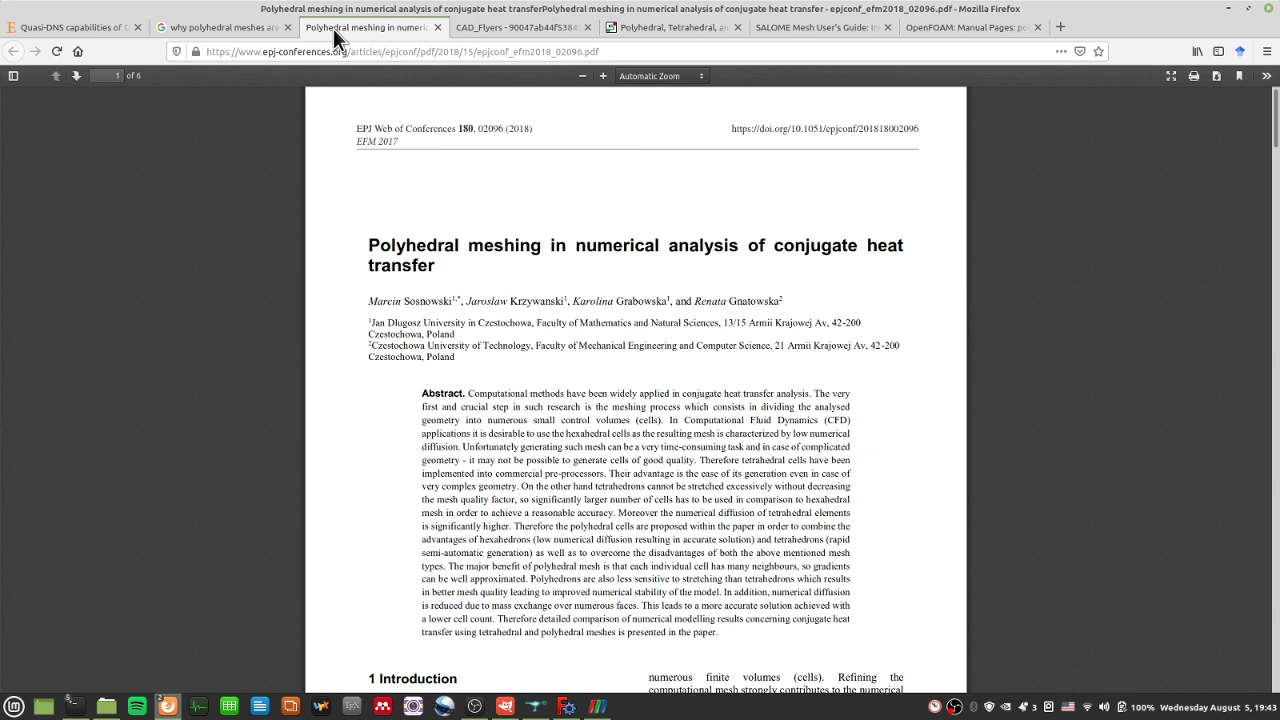 Polyhedral meshing in numerical analysis of conjugate heat transferPolyhedral meshing in numerical analysis of conjugate heat transfer - epjconf_efm2018_02096.pdf - Mozilla Firefox
Quasi-DNS capabilities of C
why polyhedral meshes are
Polyhedral meshing in numeric
CAD_Flyers - 90047ab44f5384
Polyhedral, Tetrahedral, an
SALOME Mesh User's Guide: In
OpenFOAM: Manual Pages: po
https://www.epj-conferences.org/articles/epjconf/pdf/2018/15/epjconf_efm2018_02096.pdf
1 of 6
Automatic Zoom
EPJ Web of Conferences 180, 02096 (2018)
https://doi.org/10.1051/epjconf/201818002096
EFM 2017
Polyhedral meshing in numerical analysis of conjugate heat
transfer
Marcin Sosnowski1,*, Jaroslaw Krzywanski1, Karolina Grabowska1, and Renata Gnatowska2
1Jan Dlugosz University in Czestochowa, Faculty of Mathematics and Natural Sciences, 13/15 Armii Krajowej Av, 42-200
Czestochowa, Poland
2Czestochowa University of Technology, Faculty of Mechanical Engineering and Computer Science, 21 Armii Krajowej Av, 42-200
Czestochowa, Poland
Abstract. Computational methods have been widely applied in conjugate heat transfer analysis. The very
first and crucial step in such research is the meshing process which consists in dividing the analysed
geometry into numerous small control volumes (cells). In Computational Fluid Dynamics (CFD)
applications it is desirable to use the hexahedral cells as the resulting mesh is characterized by low numerical
diffusion. Unfortunately generating such mesh can be a very time-consuming task and in case of complicated
geometry - it may not be possible to generate cells of good quality. Therefore tetrahedral cells have been
implemented into commercial pre-processors. Their advantage is the ease of its generation even in case of
very complex geometry. On the other hand tetrahedrons cannot be stretched excessively without decreasing
the mesh quality factor, so significantly larger number of cells has to be used in comparison to hexahedral
mesh in order to achieve a reasonable accuracy. Moreover the numerical diffusion of tetrahedral elements
is significantly higher. Therefore the polyhedral cells are proposed within the paper in order to combine the
advantages of hexahedrons (low numerical diffusion resulting in accurate solution) and tetrahedrons (rapid
semi-automatic generation) as well as to overcome the disadvantages of both the above mentioned mesh
types. The major benefit of polyhedral mesh is that each individual cell has many neighbours, so gradients
can be well approximated. Polyhedrons are also less sensitive to stretching than tetrahedrons which results
in better mesh quality leading to improved numerical stability of the model. In addition, numerical diffusion
is reduced due to mass exchange over numerous faces. This leads to a more accurate solution achieved with
a lower cell count. Therefore detailed comparison of numerical modelling results concerning conjugate heat
transfer using tetrahedral and polyhedral meshes is presented in the paper.
1 Introduction
numerous finite volumes (cells). Refining the
computational mesh strongly contributes to the numerical
5
2
3
100%
Wednesday August 5, 19:43